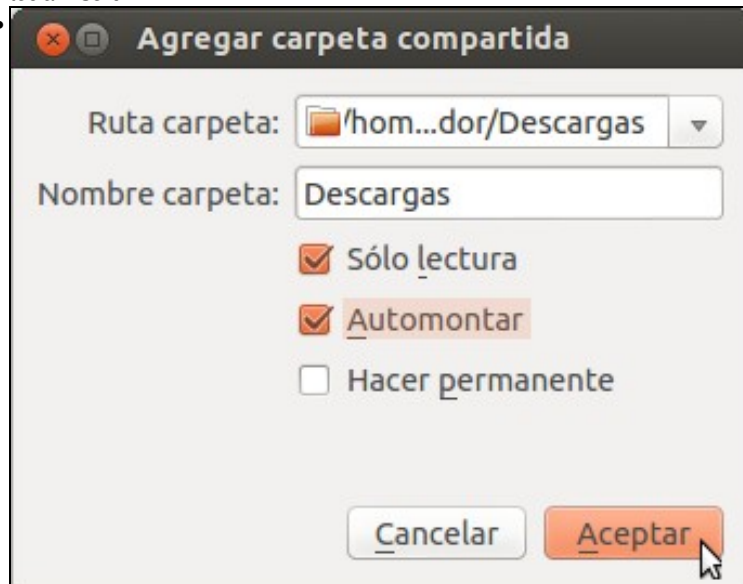 Agregar carpeta compartida
Ruta carpeta: /hom...dor/Descargas
Nombre carpeta: Descargas
Sólo lectura
Automontar
Hacer permanente
Cancelar Aceptar